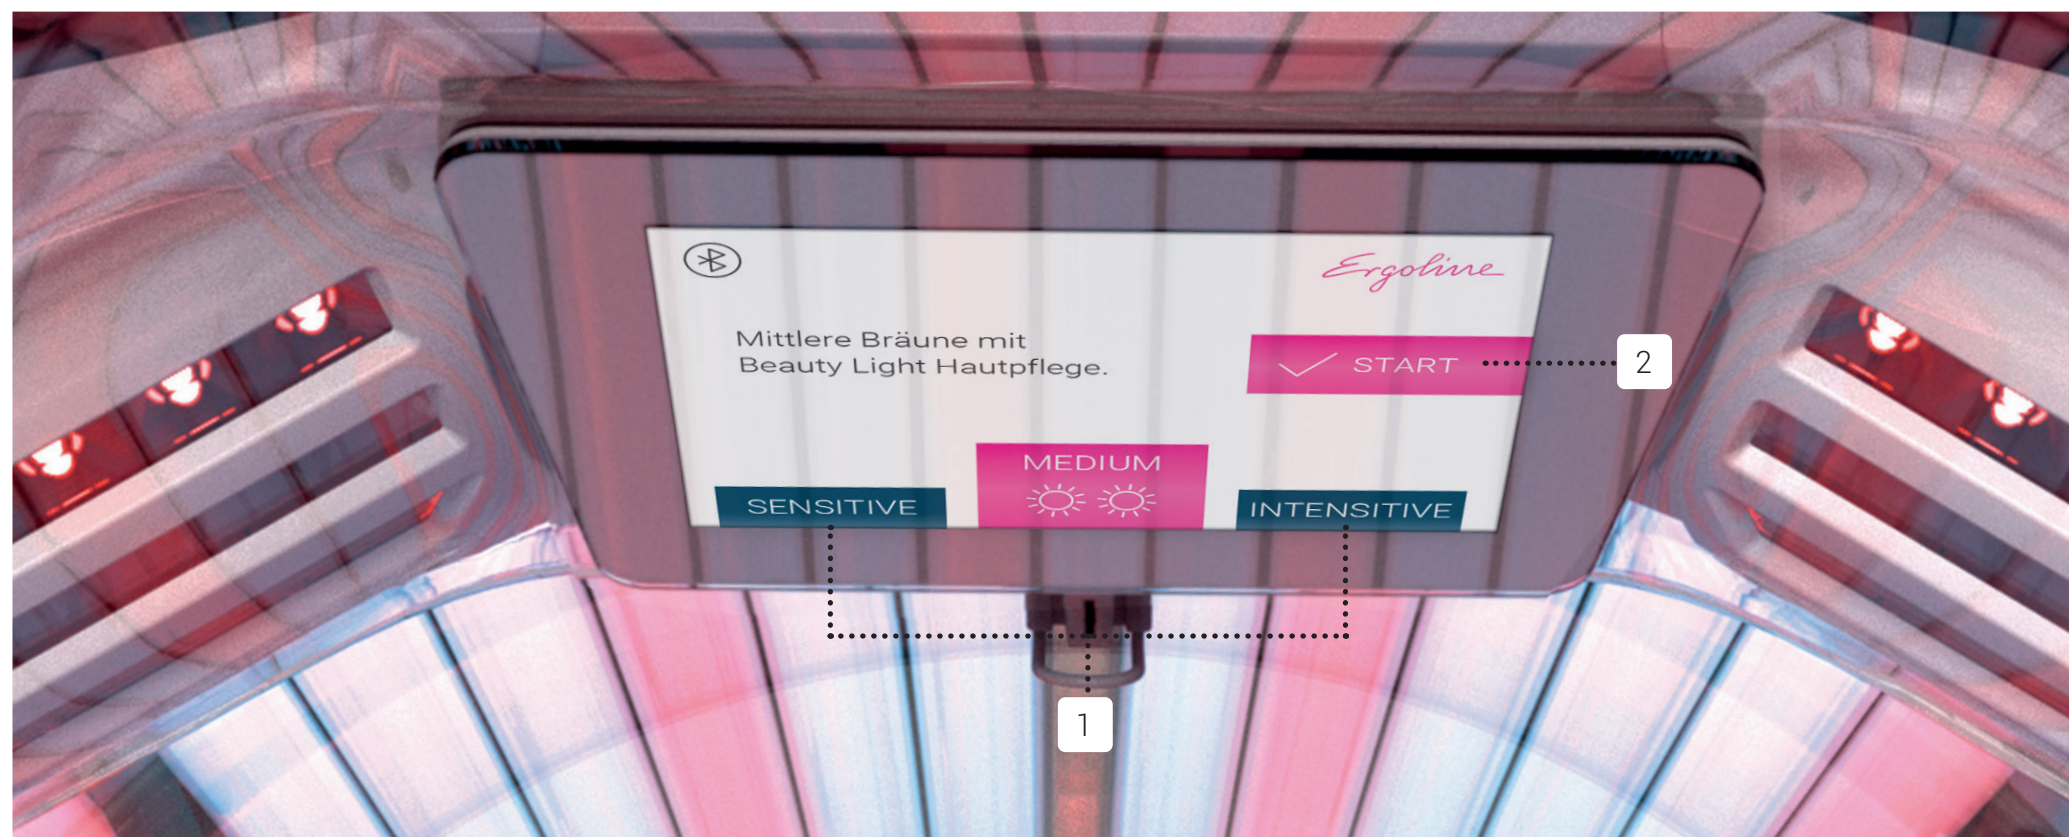 Ergoline
Mittlere Bräune mit
Beauty Light Hautpflege.
START
2
MEDIUM
SENSITIVE
INTENSITIVE
1